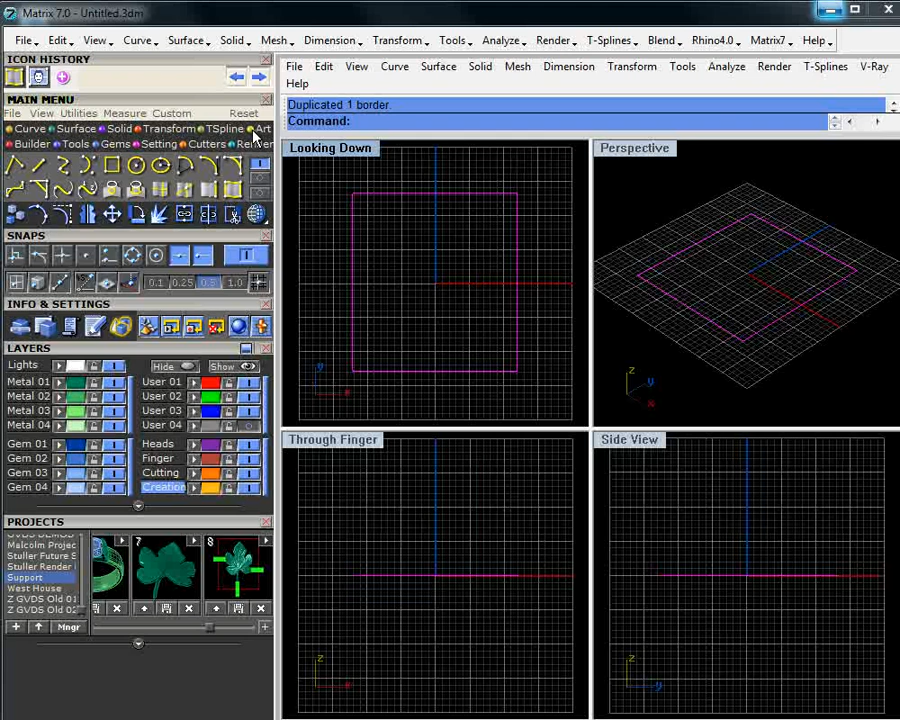 Matrix 7.0 - Untitled.3dm
File Edit View Curve Surface Solid Mesh Dimension Transform Tools Analyze Render T-Splines Blend Rhino4.0 Matrix7 Help
ICON HISTORY
MAIN MENU
File View Utilities Measure Custom Reset
Curve Surface Solid Transform TSpline Art
Builder Tools Gems Setting Cutters Render
SNAPS
0.1 0.25 0.5 1.0
INFO & SETTINGS
LAYERS
Lights Hide Show
Metal 01 User 01
Metal 02 User 02
Metal 03 User 03
Metal 04 User 04
Gem 01 Heads
Gem 02 Finger
Gem 03 Cutting
Gem 04 Creation
PROJECTS
GVDS DEMOS
Malcolm Projec
Stuller Future S
Stuller Render I
Support
West House
Z GVDS Old 01
Z GVDS Old 02
Mngr
7
8
File Edit View Curve Surface Solid Mesh Dimension Transform Tools Analyze Render T-Splines V-Ray
Help
Duplicated 1 border.
Command:
Looking Down
Perspective
Through Finger
Side View
y
x
z
y
x
z
x
z
y